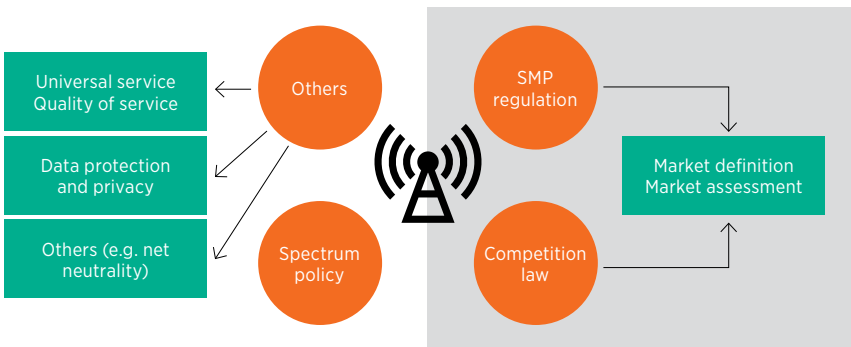 Universal service
Quality of service
Data protection
and privacy
Others (e.g. net
neutrality)
Others
Spectrum
policy
SMP
regulation
Competition
law
Market definition
Market assessment